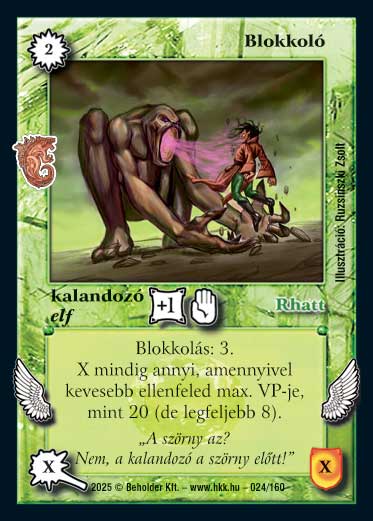 2
Blokkoló
Illusztráció: Ruzsinszki Zsolt
kalandozó
elf
+1
Rhatt
Blokkolás: 3.
X mindig annyi, amennyivel
kevesebb ellenfeled max. VP-je,
mint 20 (de legfeljebb 8).
„A szörny az?
Nem, a kalandozó a szörny előtt!”
X
X
2025 © Beholder Kft. – www.hkk.hu – 024/160